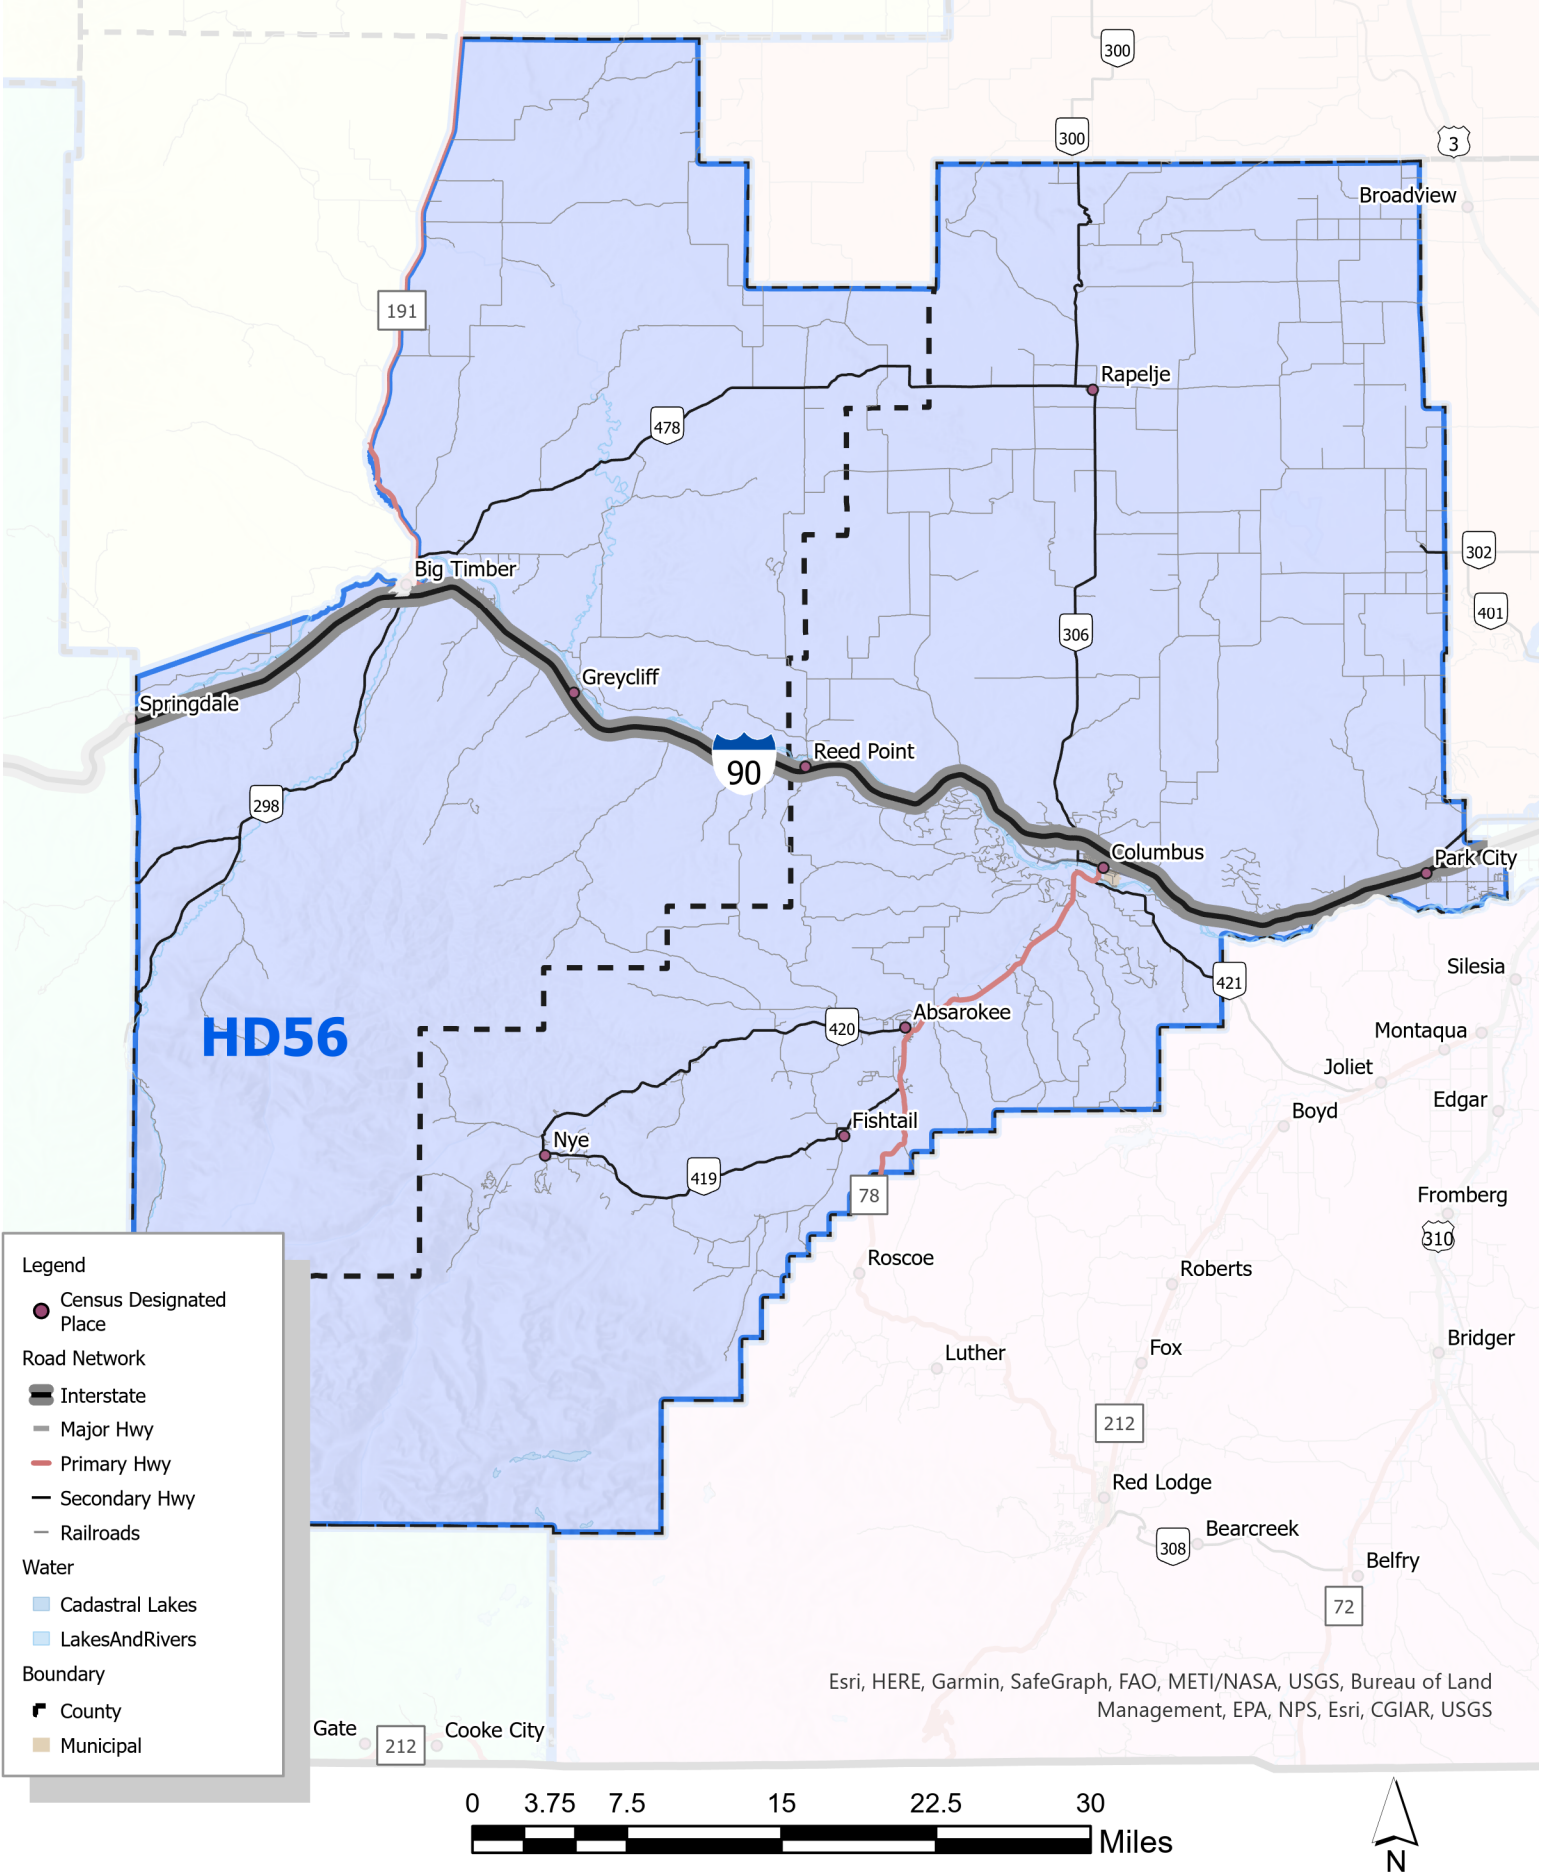 300
300
3
Broadview
191
Rapelje
478
302
Big Timber
401
306
Greycliff
Springdale
Reed Point
90
298
Columbus
Park City
Silesia
421
Absarokee
420
HD56
Montaqua
Joliet
Edgar
Boyd
Fishtail
Nye
419
78
Fromberg
310
Roscoe
Roberts
Bridger
Fox
Luther
212
Red Lodge
Bearcreek
308
Belfry
72
Legend
Census Designated
Place
Road Network
Interstate
Major Hwy
Primary Hwy
Secondary Hwy
Railroads
Water
Cadastral Lakes
LakesAndRivers
Boundary
County
Municipal
Esri, HERE, Garmin, SafeGraph, FAO, METI/NASA, USGS, Bureau of Land
Management, EPA, NPS, Esri, CGIAR, USGS
Gate
212
Cooke City
0 3.75 7.5 15 22.5 30
Miles
N